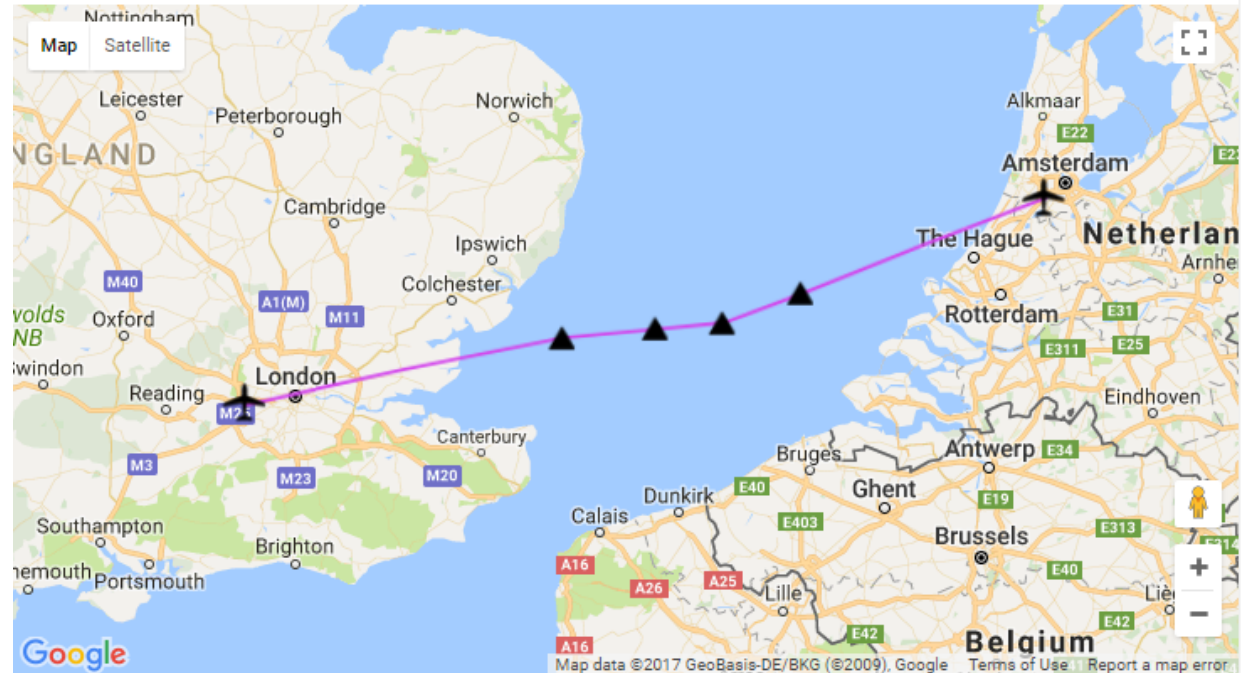 Nottingham
Map Satellite
Leicester
Peterborough
Norwich
Alkmaar
E22
NGLAND
Amsterdam
Cambridge
The Hague
Netherlan
Ipswich
Arnhe
M40
Colchester
A1(M)
M11
volds
NB
Oxford
Rotterdam
E31
E311
E25
Swindon
London
Reading
Eindhoven
Canterbury
M3
M23
M20
Bruges
Antwerp
E34
Dunkirk
E40
Ghent
E19
Calais
E403
Southampton
Brussels
E313
E314
Brighton
nemouth
Portsmouth
A16
A26
A25
E40
Lille
Liè
E42
E42
A16
Belgium
Google
Map data ©2017 GeoBasis-DE/BKG (©2009), Google Terms of Use Report a map error